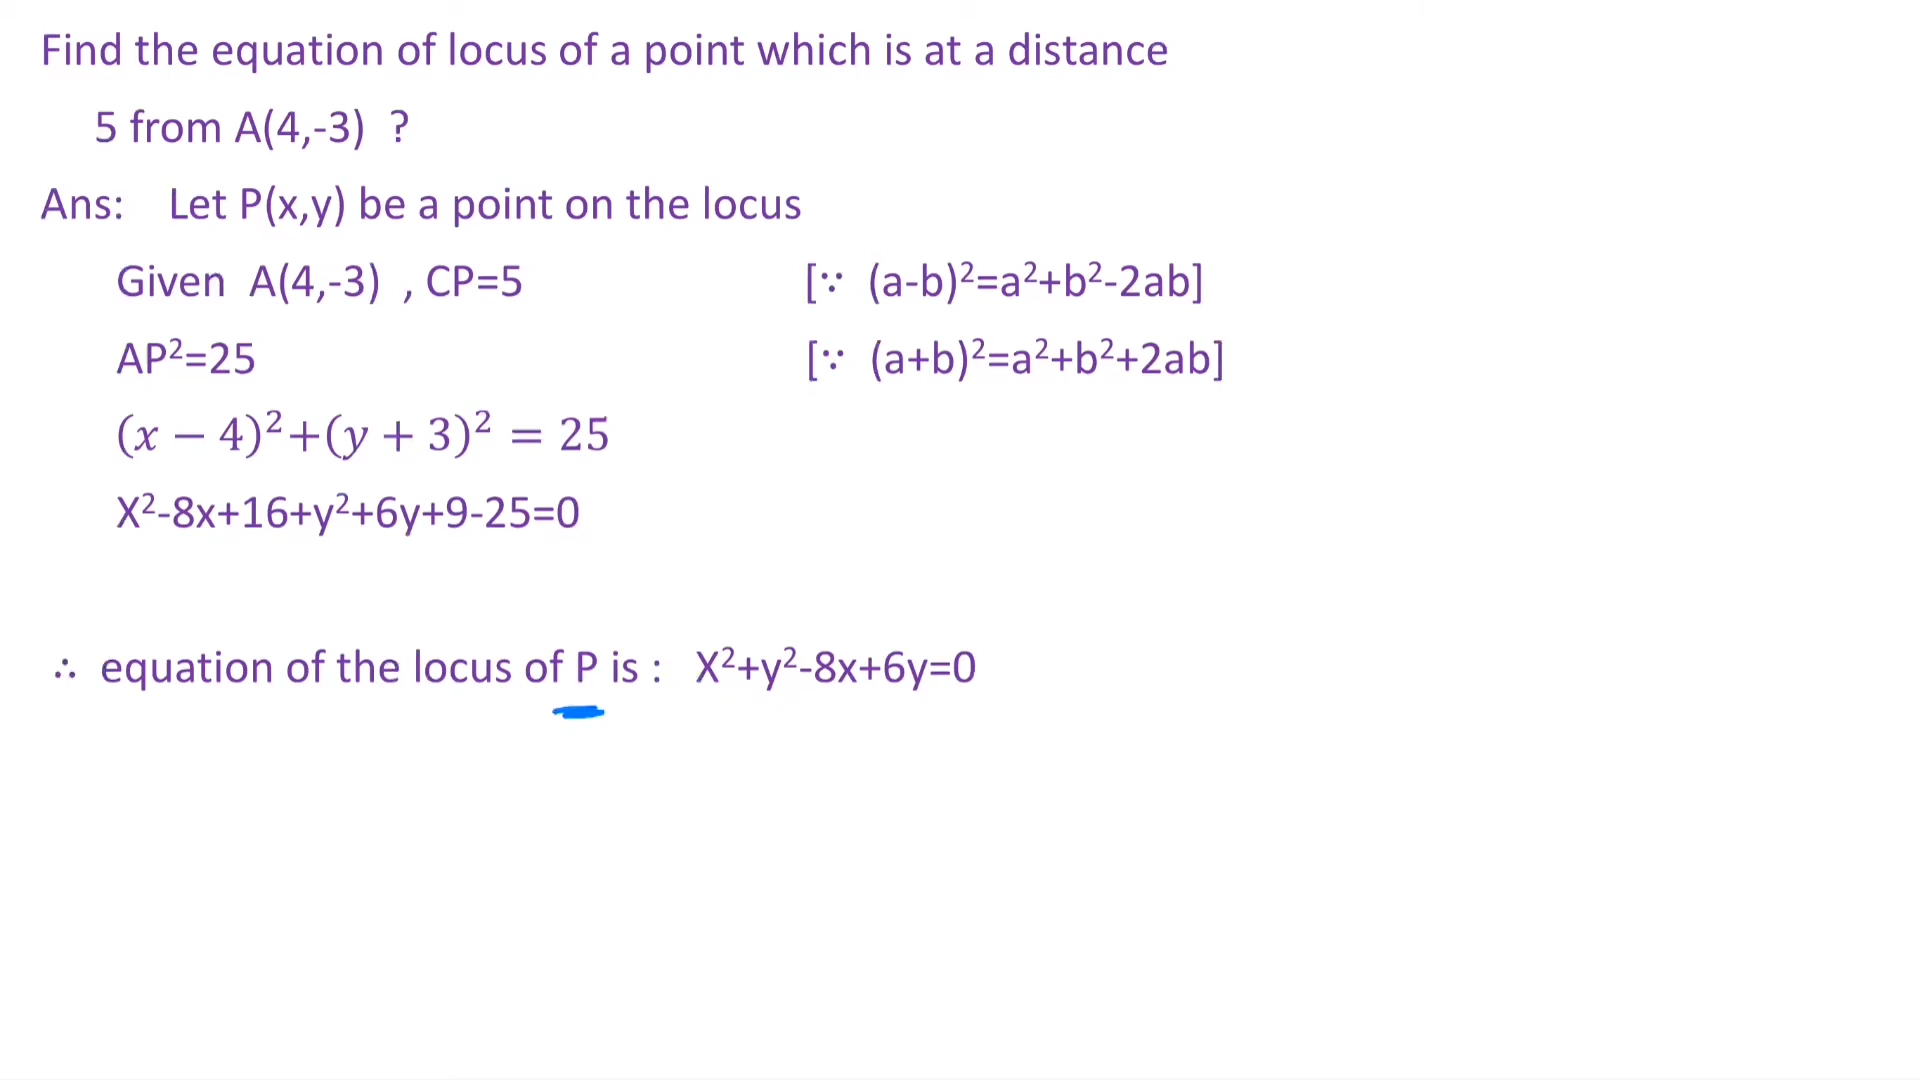 Find the equation of locus of a point which is at a distance
5 from A(4,-3) ?
Ans: Let P(x,y) be a point on the locus
Given A(4,-3) , CP=5 [∵ (a-b)²=a²+b²-2ab]
AP²=25 [∵ (a+b)²=a²+b²+2ab]
(x − 4)²+(y + 3)² = 25
X²-8x+16+y²+6y+9-25=0
∴ equation of the locus of P is : X²+y²-8x+6y=0